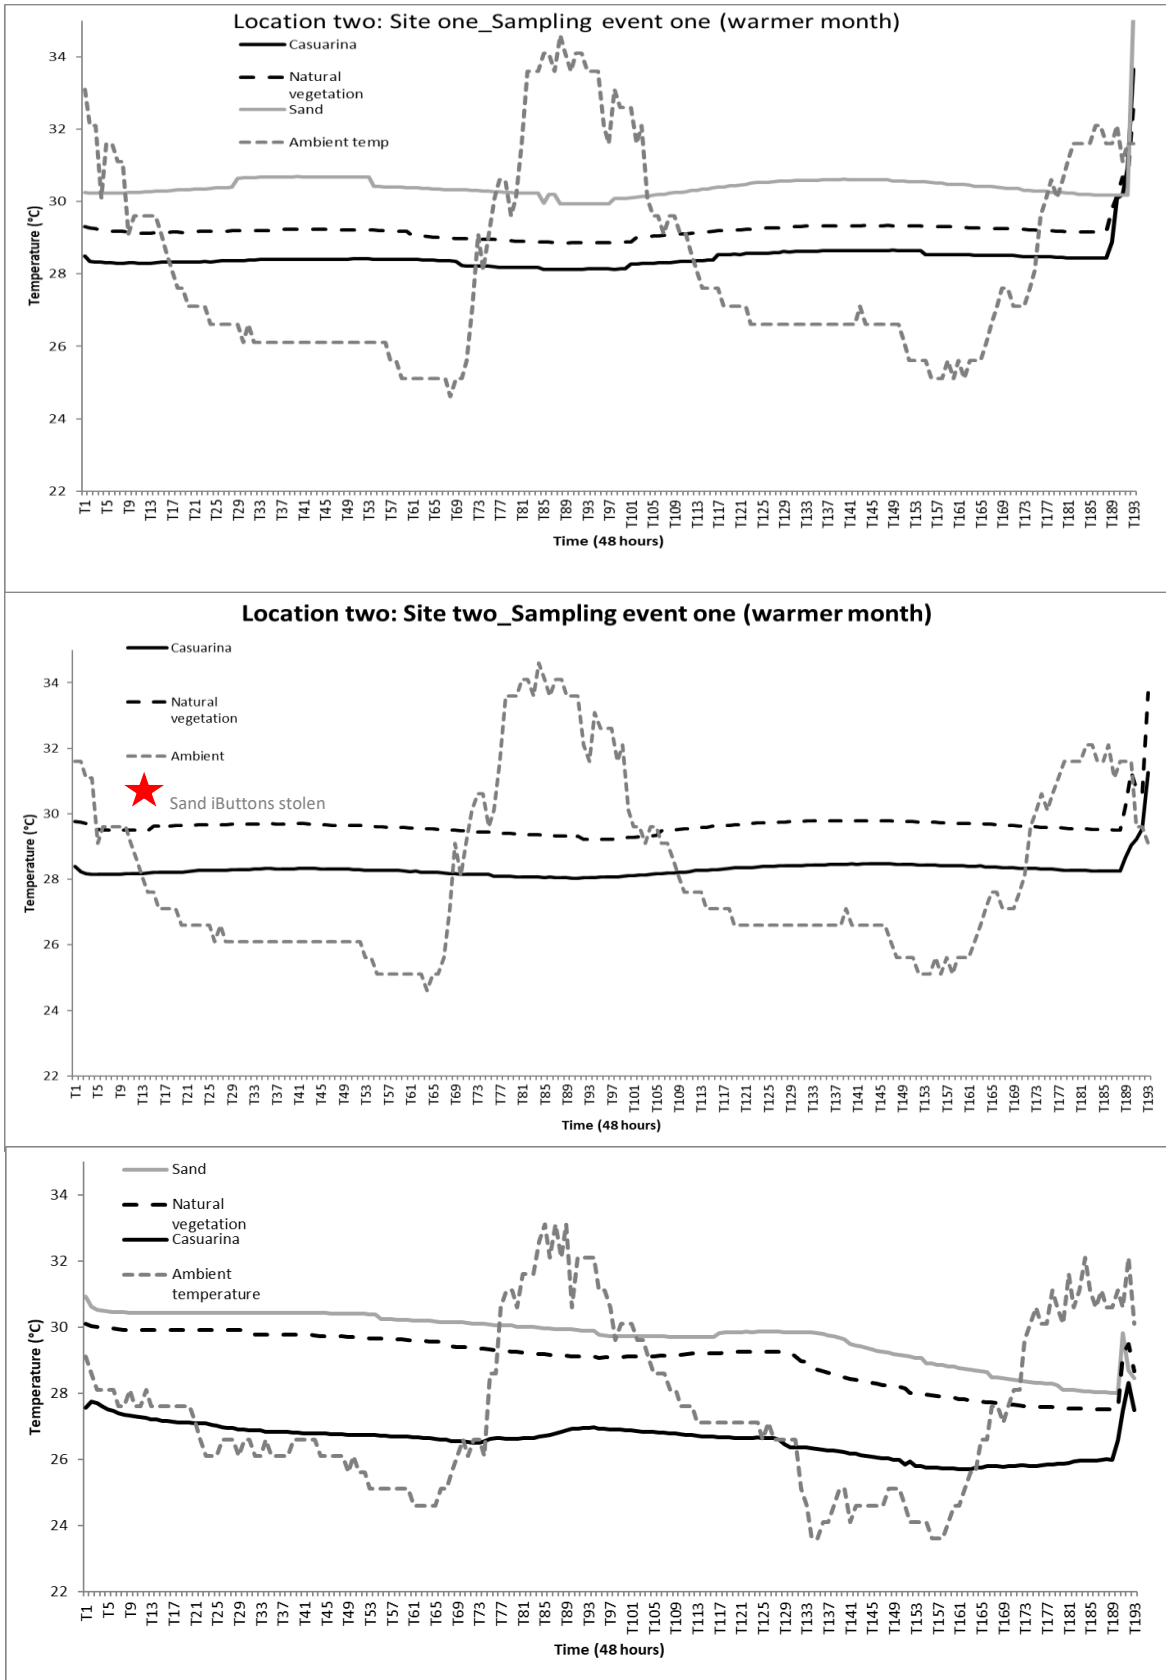 Location two: Site one_Sampling event one (warmer month)
Casuarina
Natural
vegetation
Sand
Ambient temp
Temperature (°C)
34
32
30
28
26
24
22
T1 T5 T9 T13 T17 T21 T25 T29 T33 T37 T41 T45 T49 T53 T57 T61 T65 T69 T73 T77 T81 T85 T89 T93 T97 T101 T105 T109 T113 T117 T121 T125 T129 T133 T137 T141 T145 T149 T153 T157 T161 T165 T169 T173 T177 T181 T185 T189 T193
Time (48 hours)
Location two: Site two_Sampling event one (warmer month)
Casuarina
Natural
vegetation
Ambient
Sand iButtons stolen
Temperature (°C)
34
32
30
28
26
24
22
T1 T5 T9 T13 T17 T21 T25 T29 T33 T37 T41 T45 T49 T53 T57 T61 T65 T69 T73 T77 T81 T85 T89 T93 T97 T101 T105 T109 T113 T117 T121 T125 T129 T133 T137 T141 T145 T149 T153 T157 T161 T165 T169 T173 T177 T181 T185 T189 T193
Time (48 hours)
Sand
Natural
vegetation
Casuarina
Ambient
temperature
Temperature (°C)
34
32
30
28
26
24
22
T1 T5 T9 T13 T17 T21 T25 T29 T33 T37 T41 T45 T49 T53 T57 T61 T65 T69 T73 T77 T81 T85 T89 T93 T97 T101 T105 T109 T113 T117 T121 T125 T129 T133 T137 T141 T145 T149 T153 T157 T161 T165 T169 T173 T177 T181 T185 T189 T193
Time (48 hours)